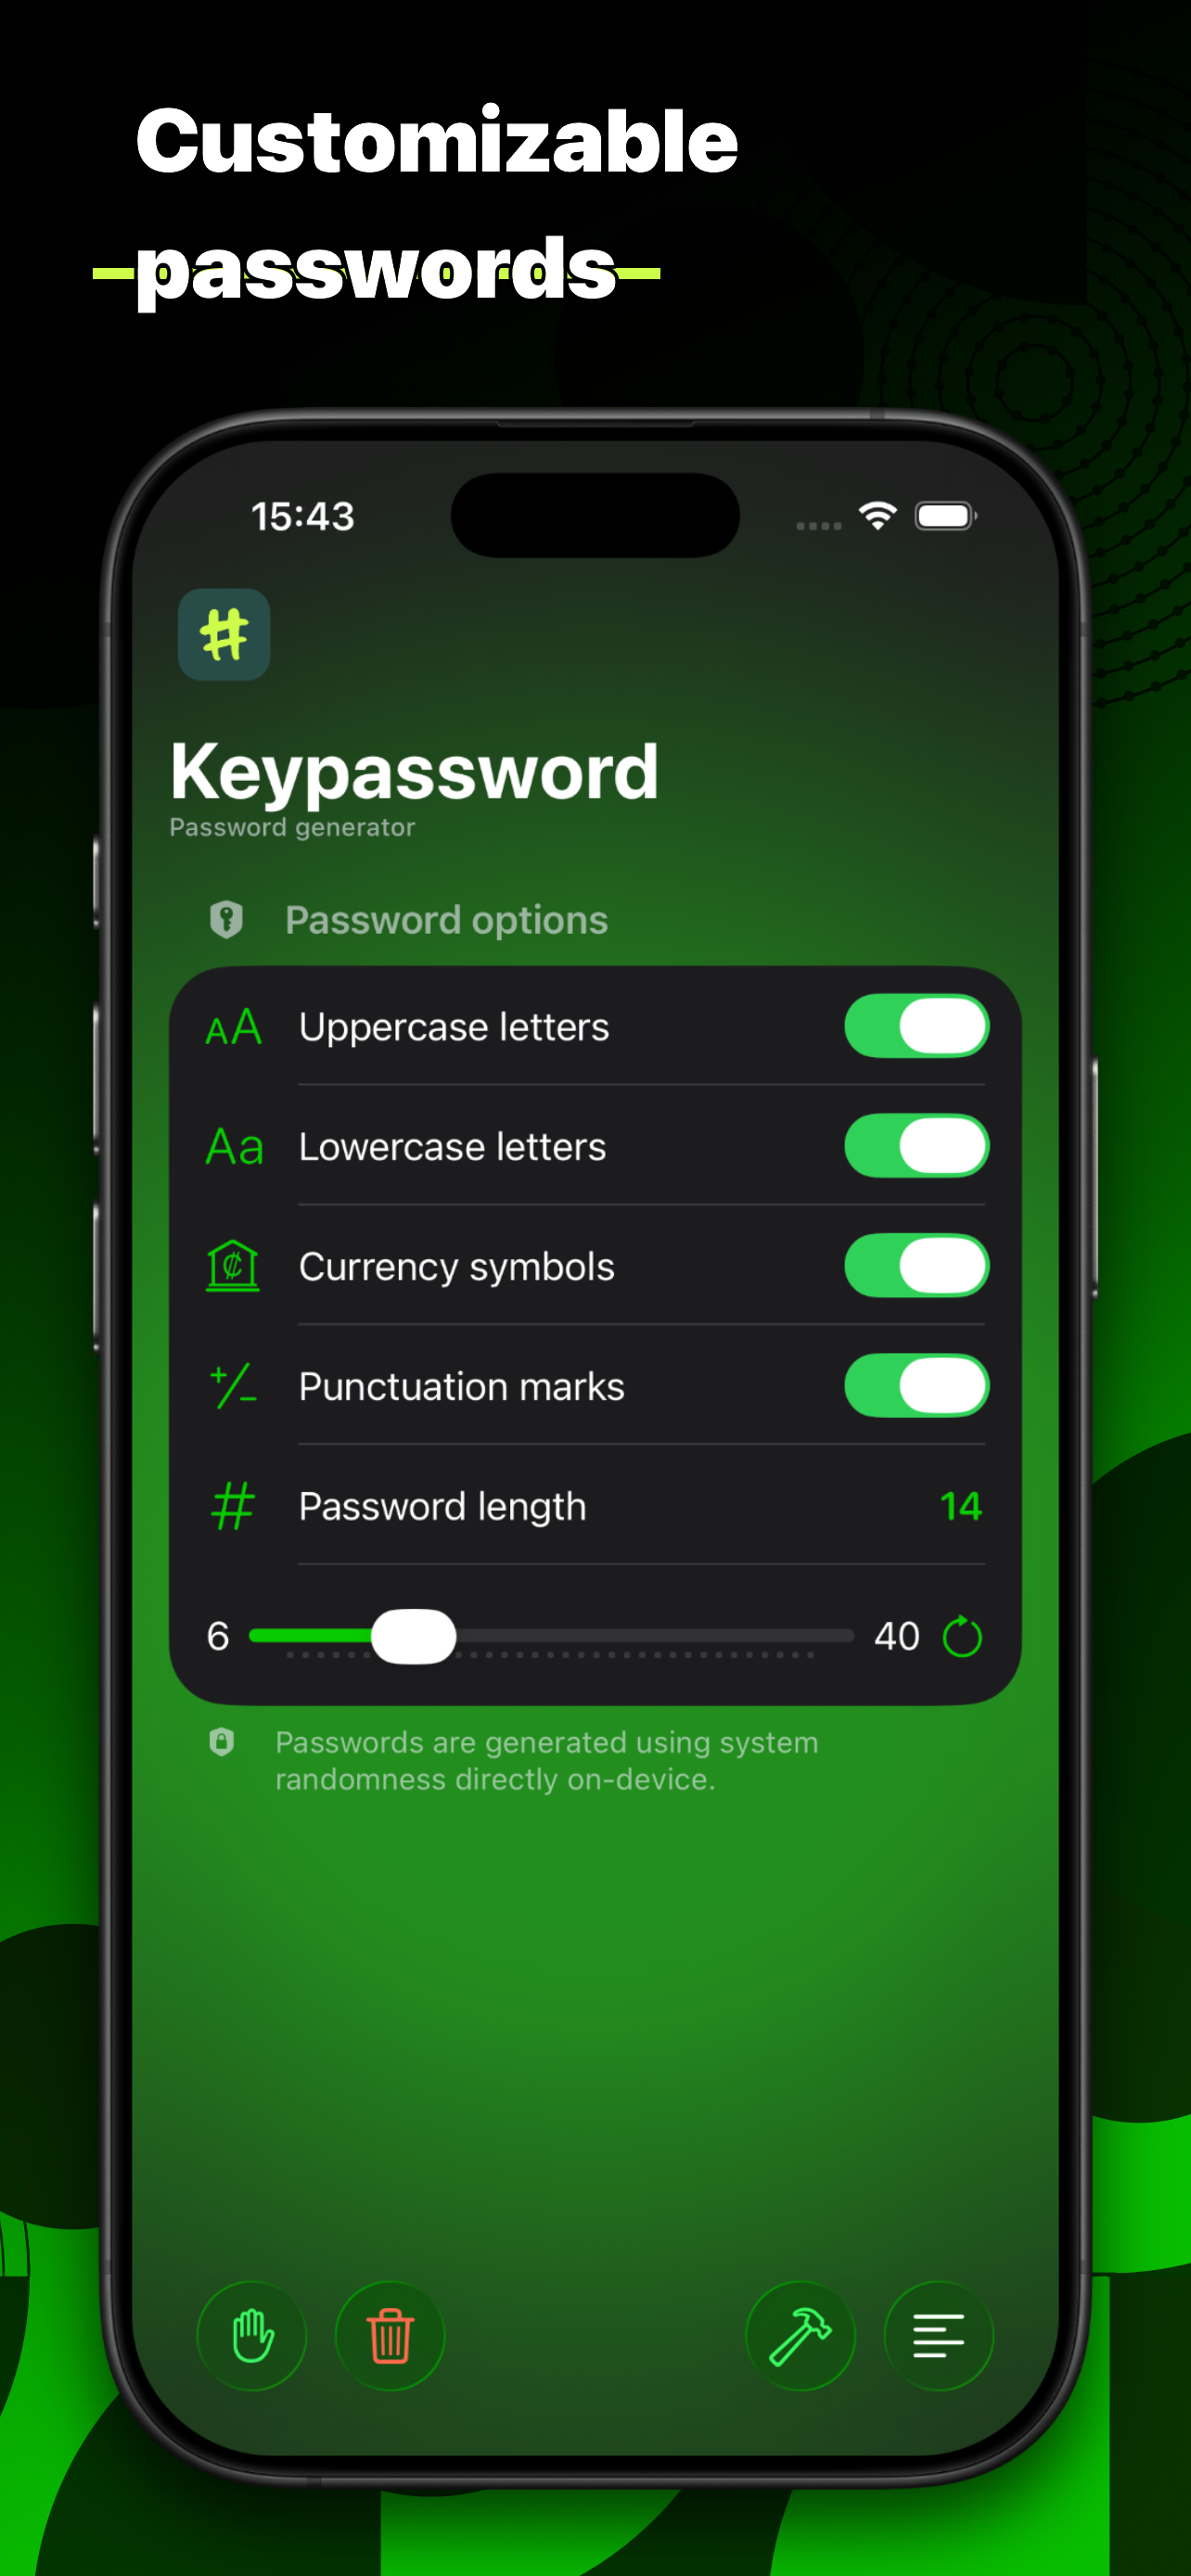 Customizable
passwords
15:43
#
Keypassword
Password generator
Password options
AA Uppercase letters
Aa Lowercase letters
₵ Currency symbols
+/- Punctuation marks
# Password length 14
6 40
Passwords are generated using system
randomness directly on-device.